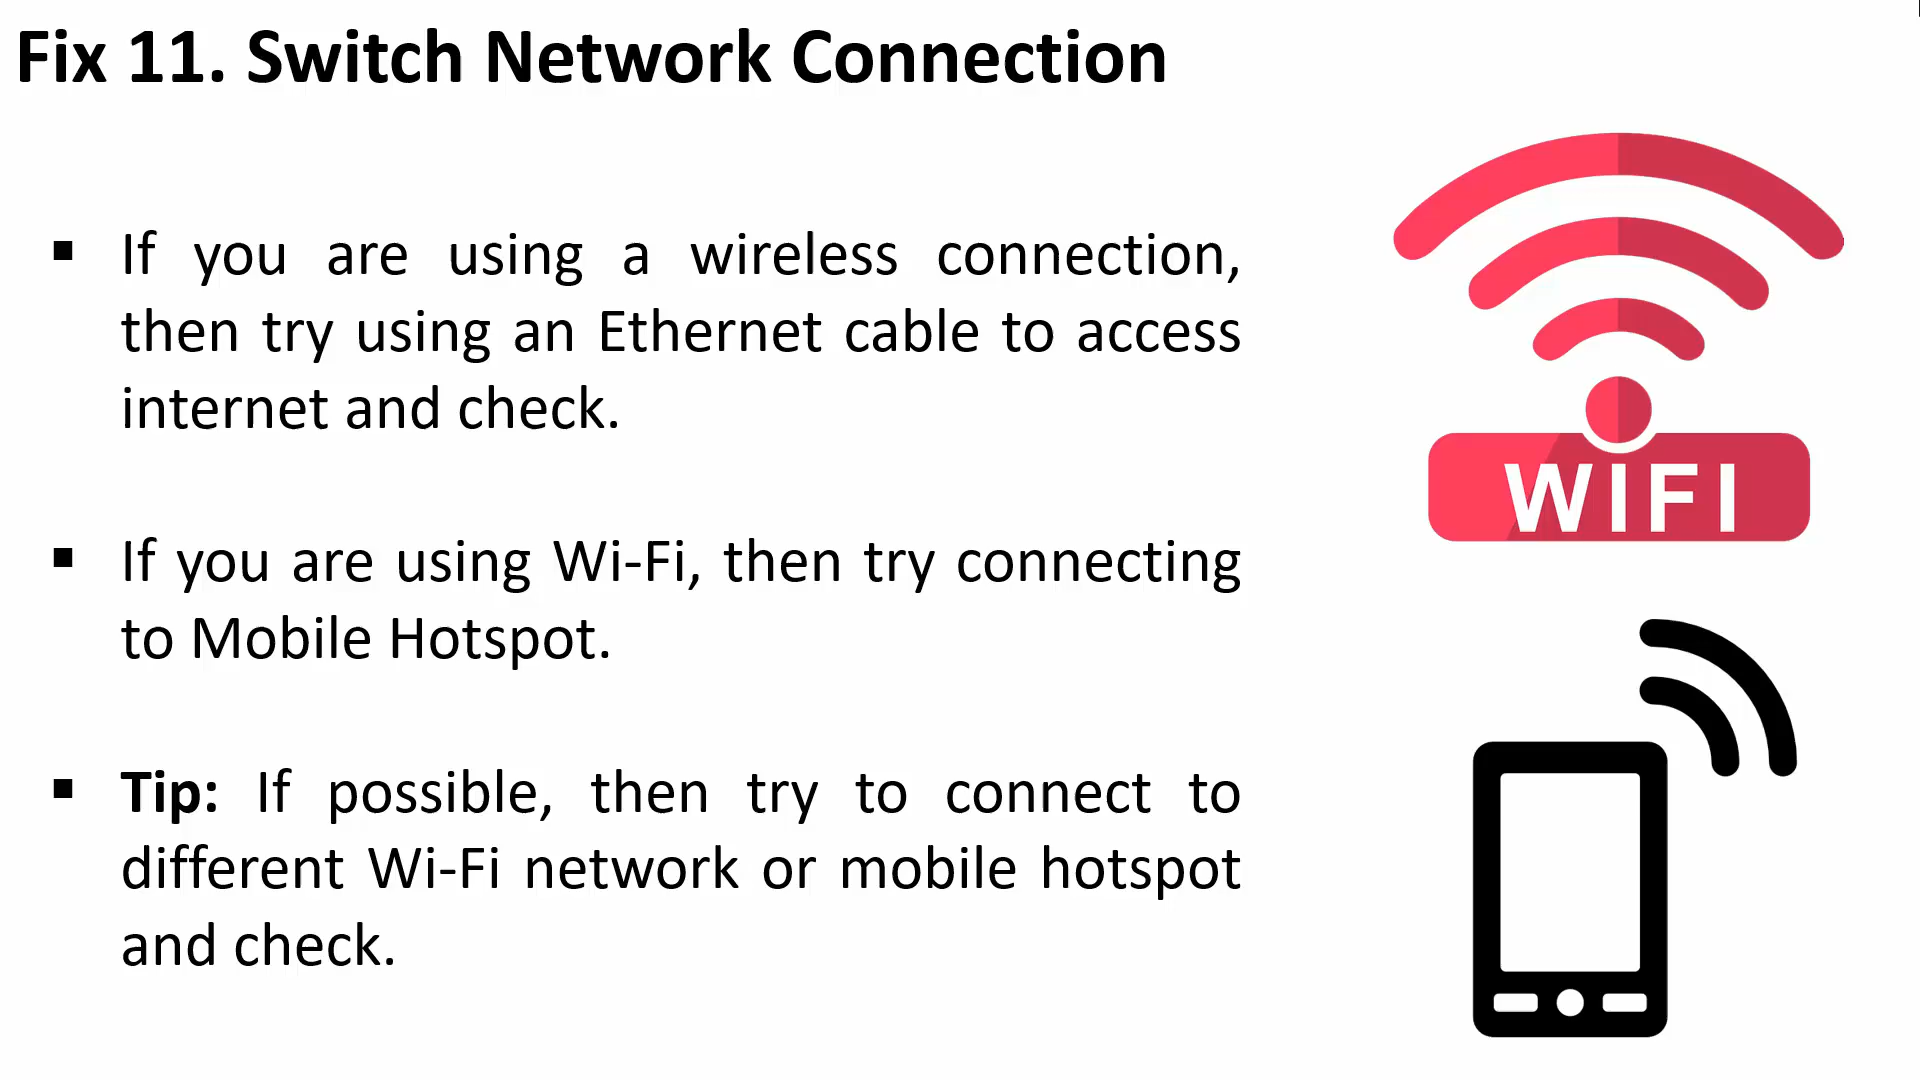 Fix 11. Switch Network Connection
▪ If you are using a wireless connection,
then try using an Ethernet cable to access
internet and check.
▪ If you are using Wi-Fi, then try connecting
to Mobile Hotspot.
▪ Tip: If possible, then try to connect to
different Wi-Fi network or mobile hotspot
and check.
WIFI